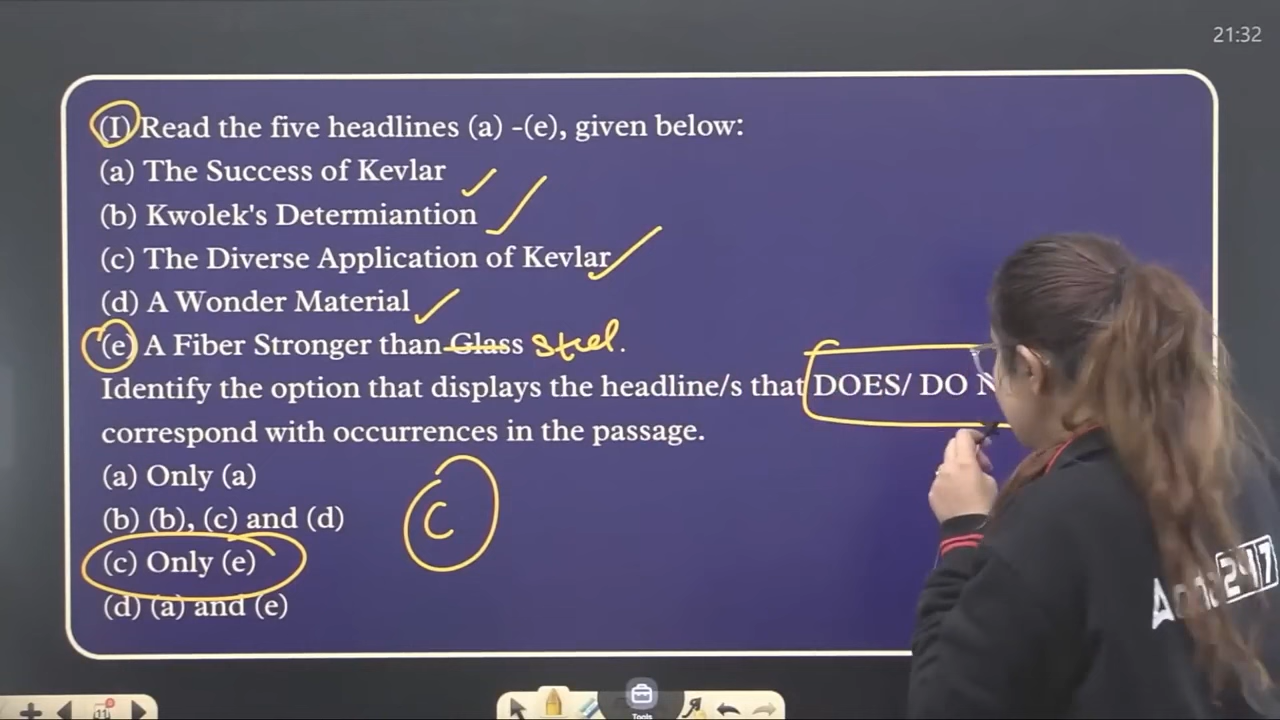 21:32
(I) Read the five headlines (a) -(e), given below:
(a) The Success of Kevlar
(b) Kwolek's Determiantion
(c) The Diverse Application of Kevlar
(d) A Wonder Material
(e) A Fiber Stronger than Glass Steel.
Identify the option that displays the headline/s that DOES/ DO N
correspond with occurrences in the passage.
(a) Only (a)
(b) (b), (c) and (d)
C
(c) Only (e)
(d) (a) and (e)
247
Tools